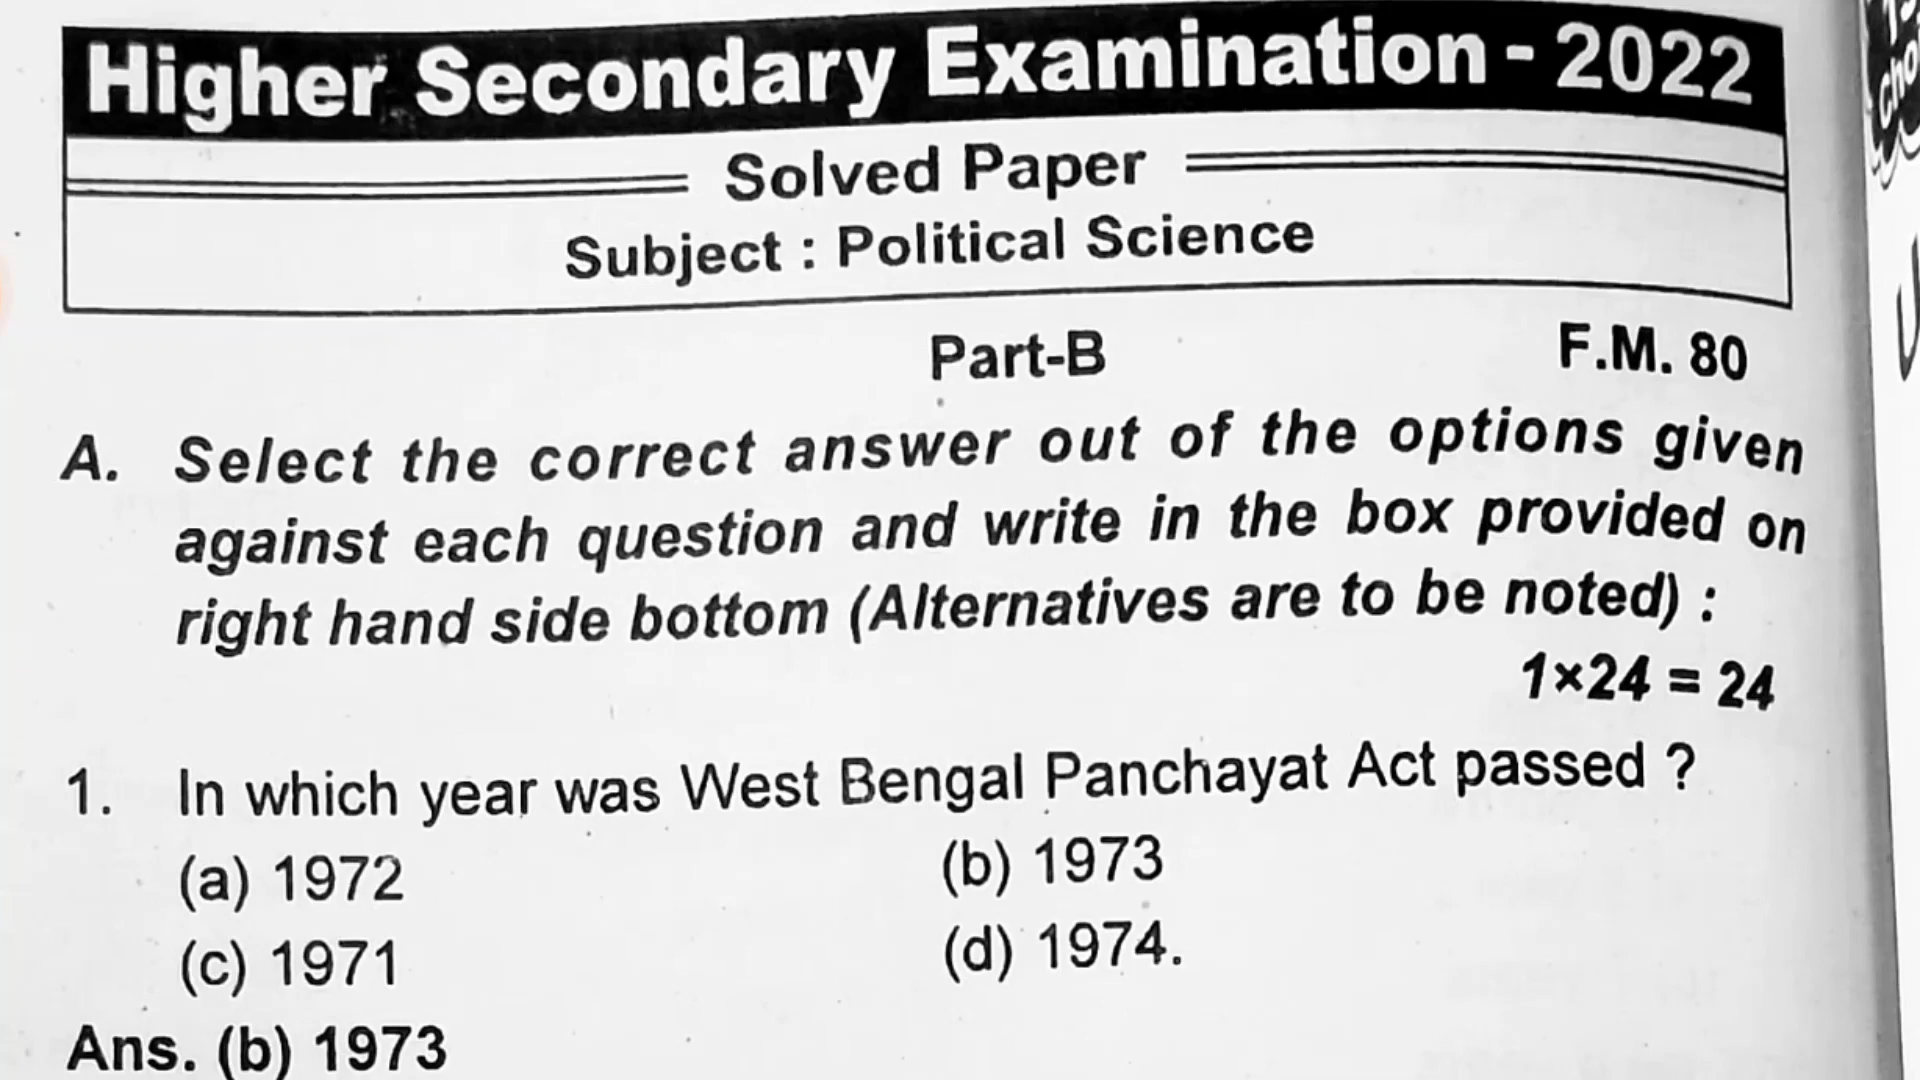 Higher Secondary Examination - 2022
Solved Paper
Subject : Political Science
Part-B
F.M. 80
A. Select the correct answer out of the options given
against each question and write in the box provided on
right hand side bottom (Alternatives are to be noted) :
1×24 = 24
1. In which year was West Bengal Panchayat Act passed ?
(a) 1972 (b) 1973
(c) 1971 (d) 1974.
Ans. (b) 1973